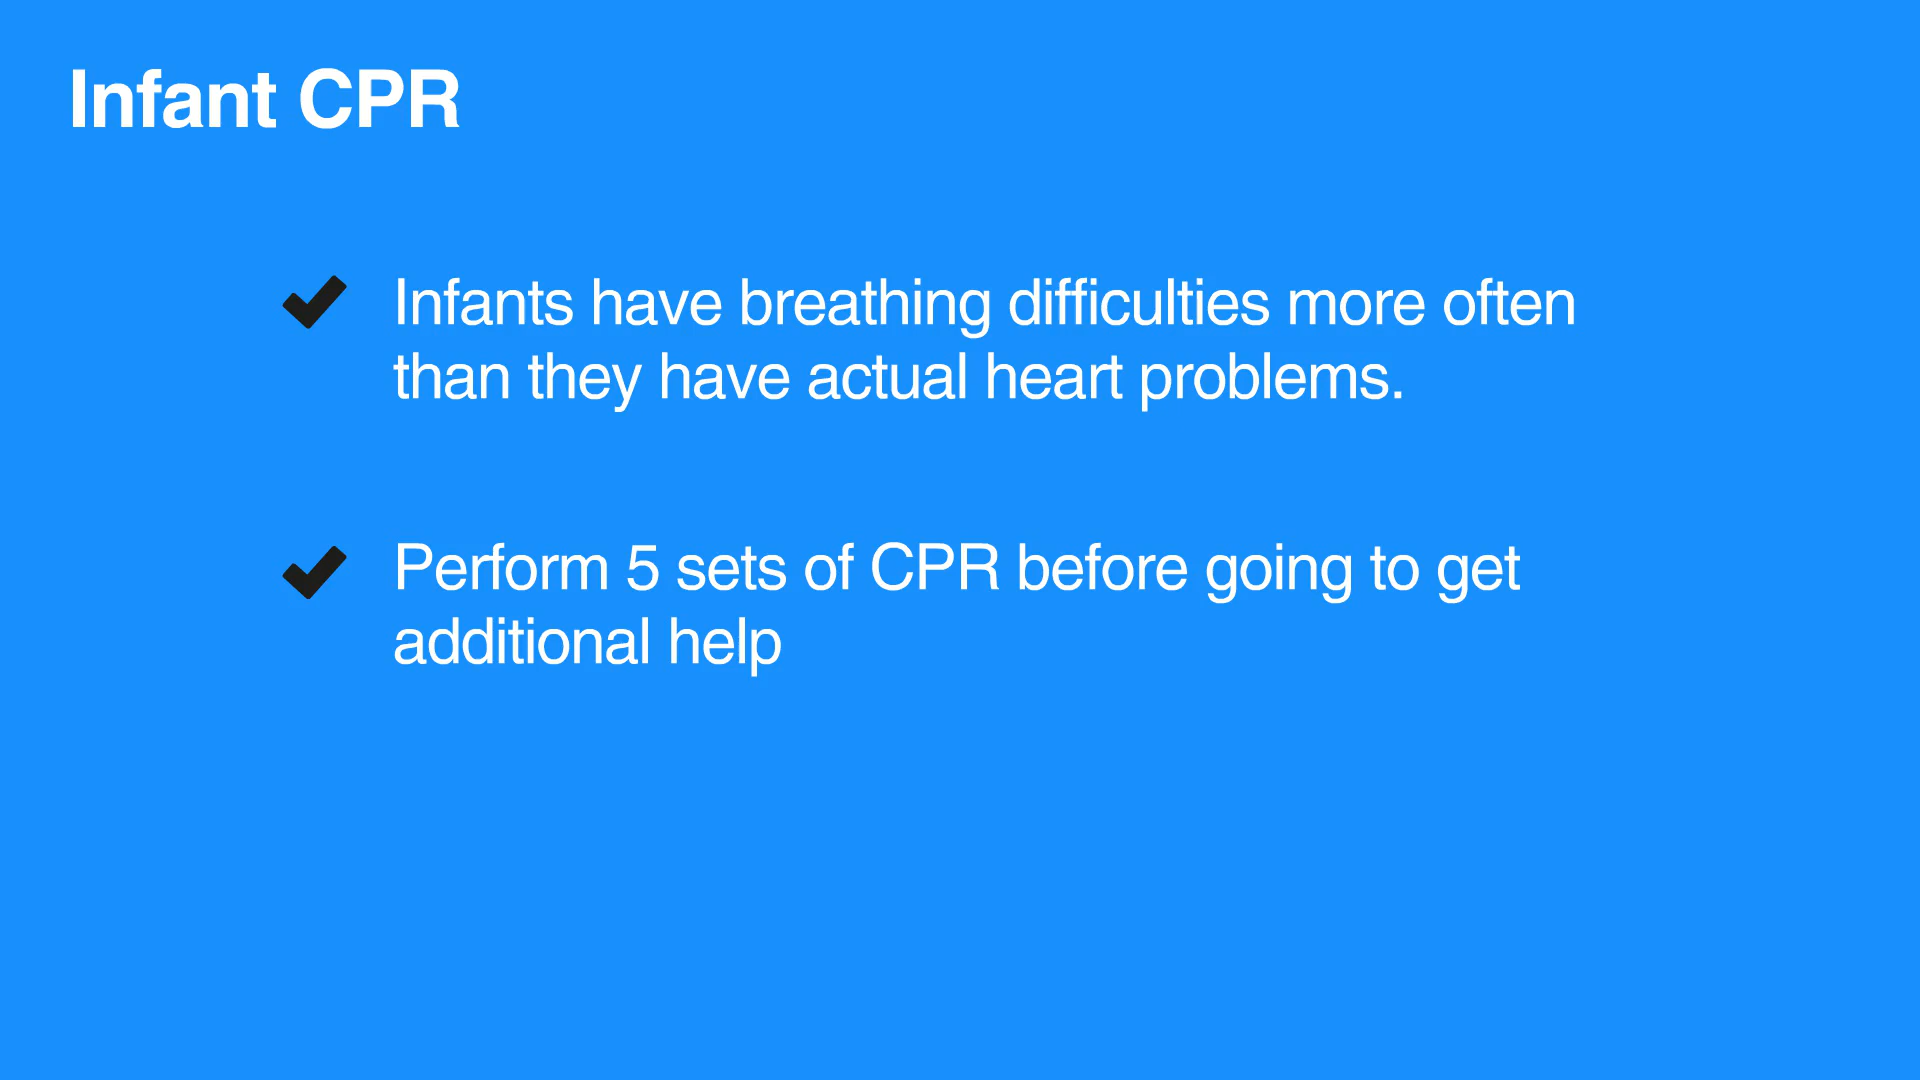 Infant CPR
Infants have breathing difficulties more often
than they have actual heart problems.
Perform 5 sets of CPR before going to get
additional help